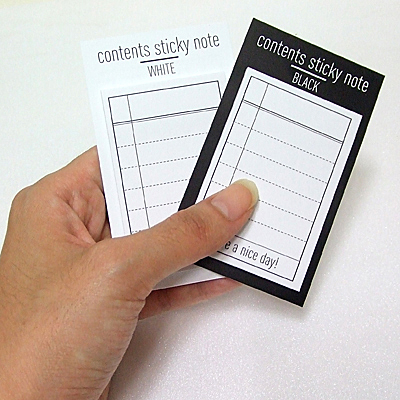 contents sticky note
WHITE
contents sticky note
BLACK
a nice day!